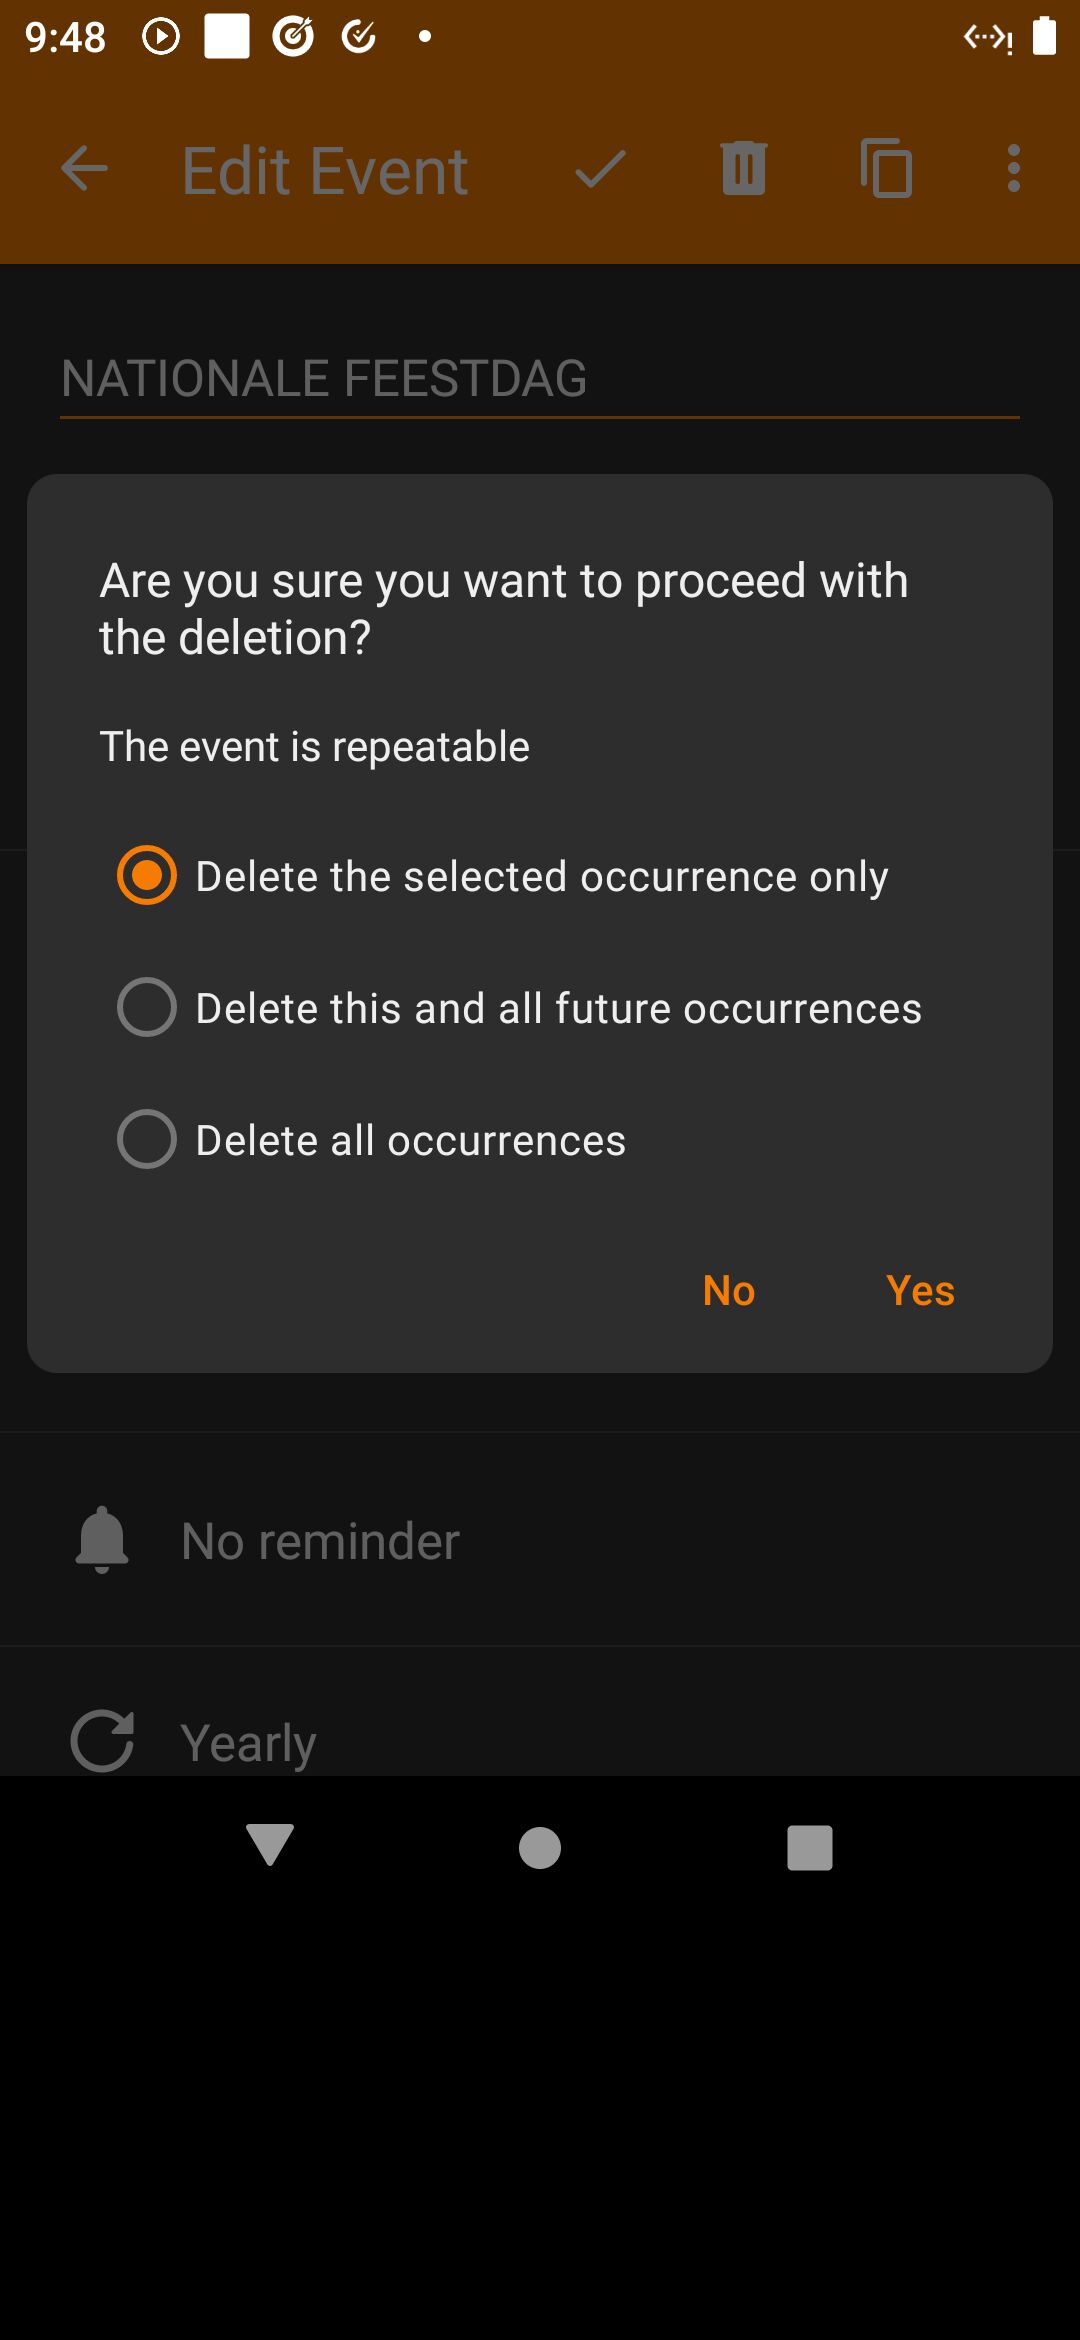 9:48
Edit Event
NATIONALE FEESTDAG
Are you sure you want to proceed with
the deletion?
The event is repeatable
Delete the selected occurrence only
Delete this and all future occurrences
Delete all occurrences
No
Yes
No reminder
Yearly